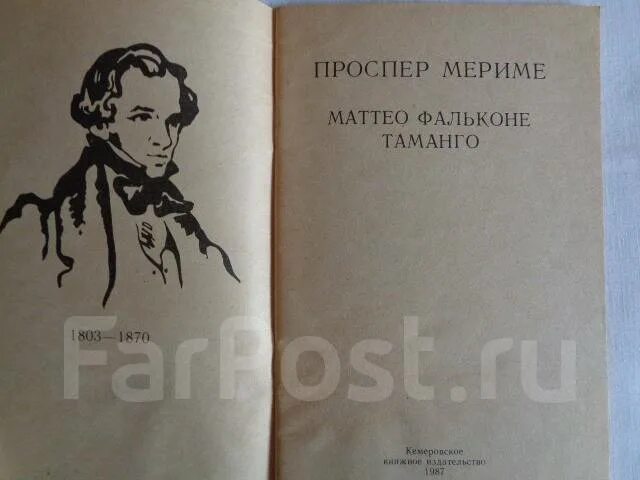 1803—1870
ПРОСПЕР МЕРИМЕ
МАТТЕО ФАЛЬКОНЕ
ТАМАНГО
Кемеровское
книжное издательство
1987
FarPost.ru